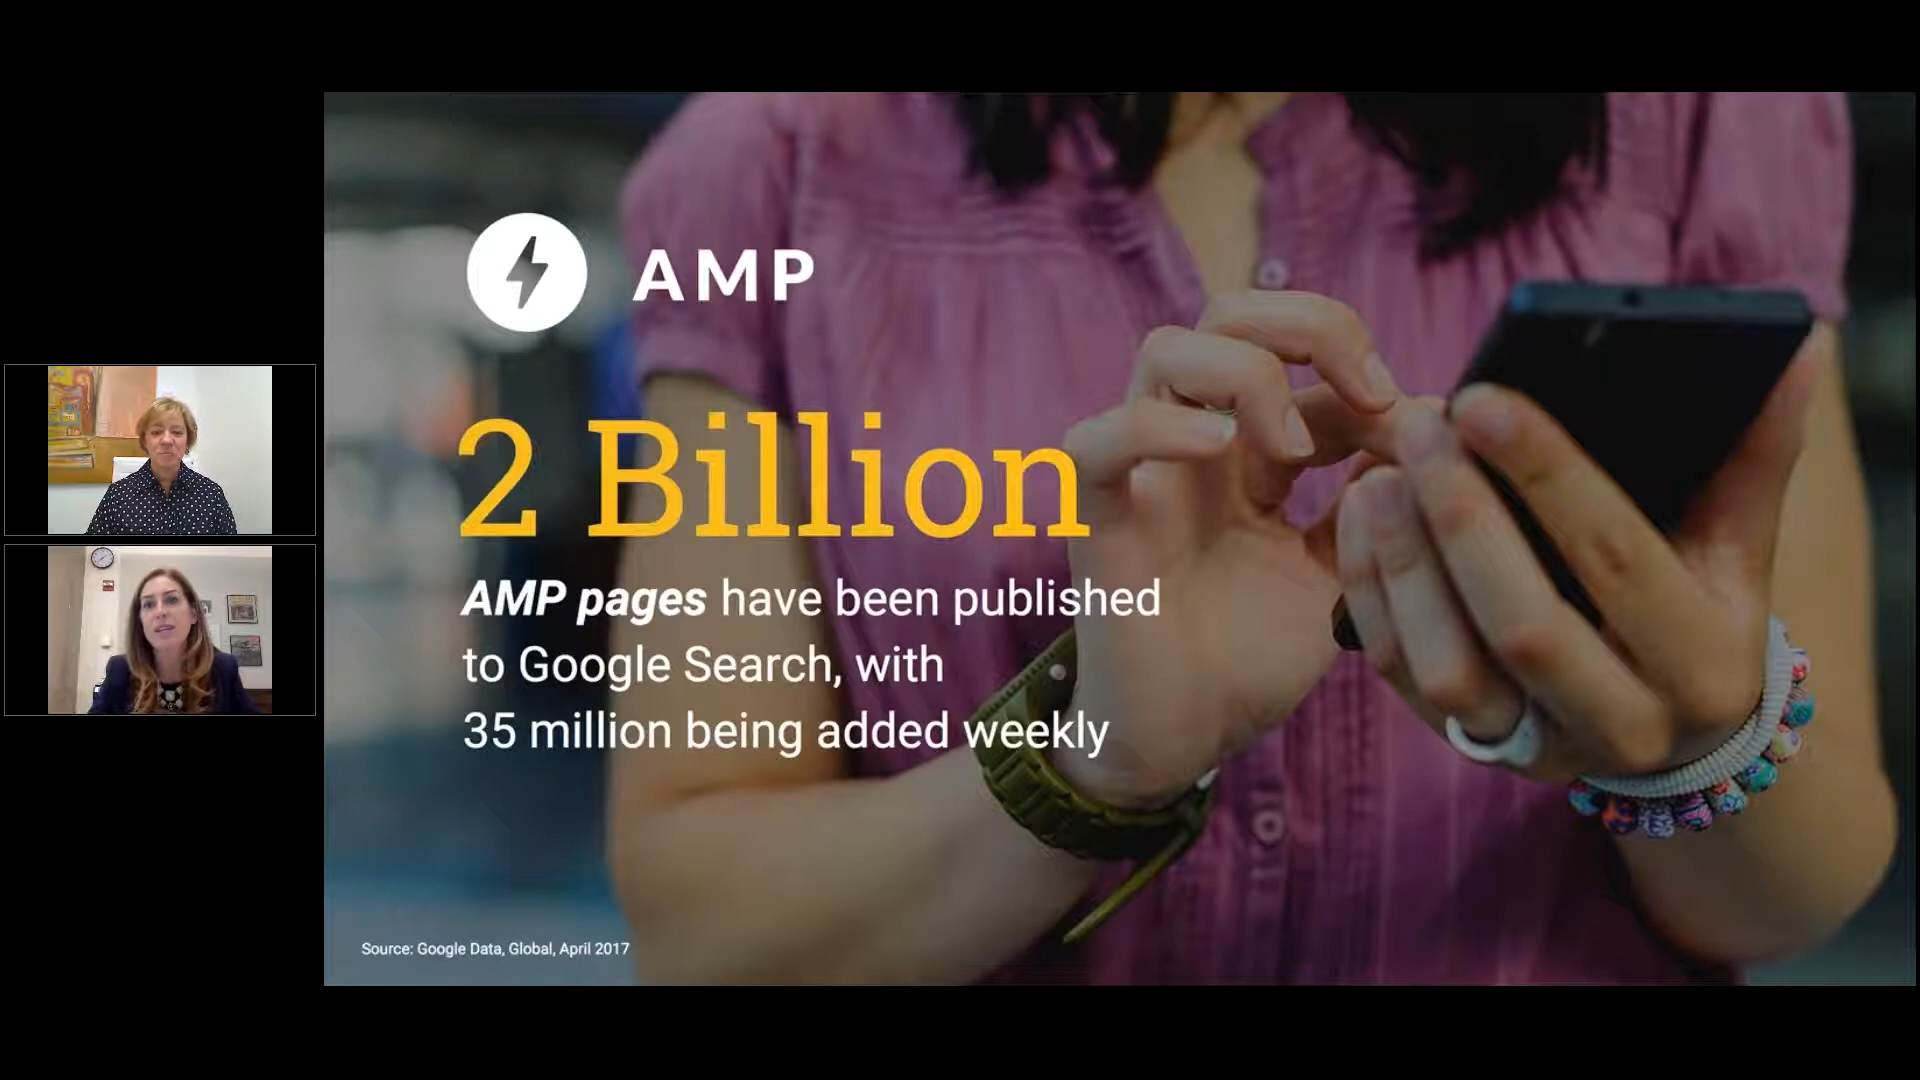 AMP
2 Billion
AMP pages have been published
to Google Search, with
35 million being added weekly
Source: Google Data, Global, April 2017